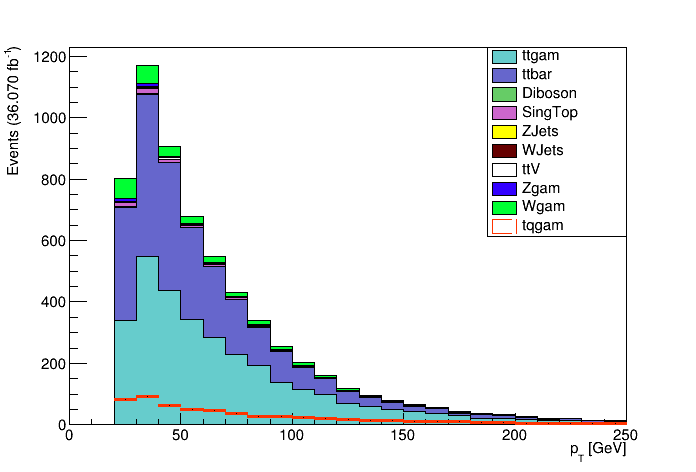 Events (36.070 fb⁻¹)
1200
1000
800
600
400
200
0
0 50 100 150 200 250
p_T [GeV]
ttgam
ttbar
Diboson
SingTop
ZJets
WJets
ttV
Zgam
Wgam
tqgam